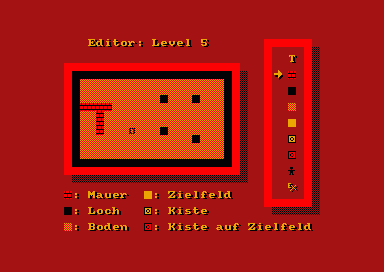 Editor: Level 5
T
: Mauer : Zielfeld
: Loch : Kiste
: Boden : Kiste auf Zielfeld